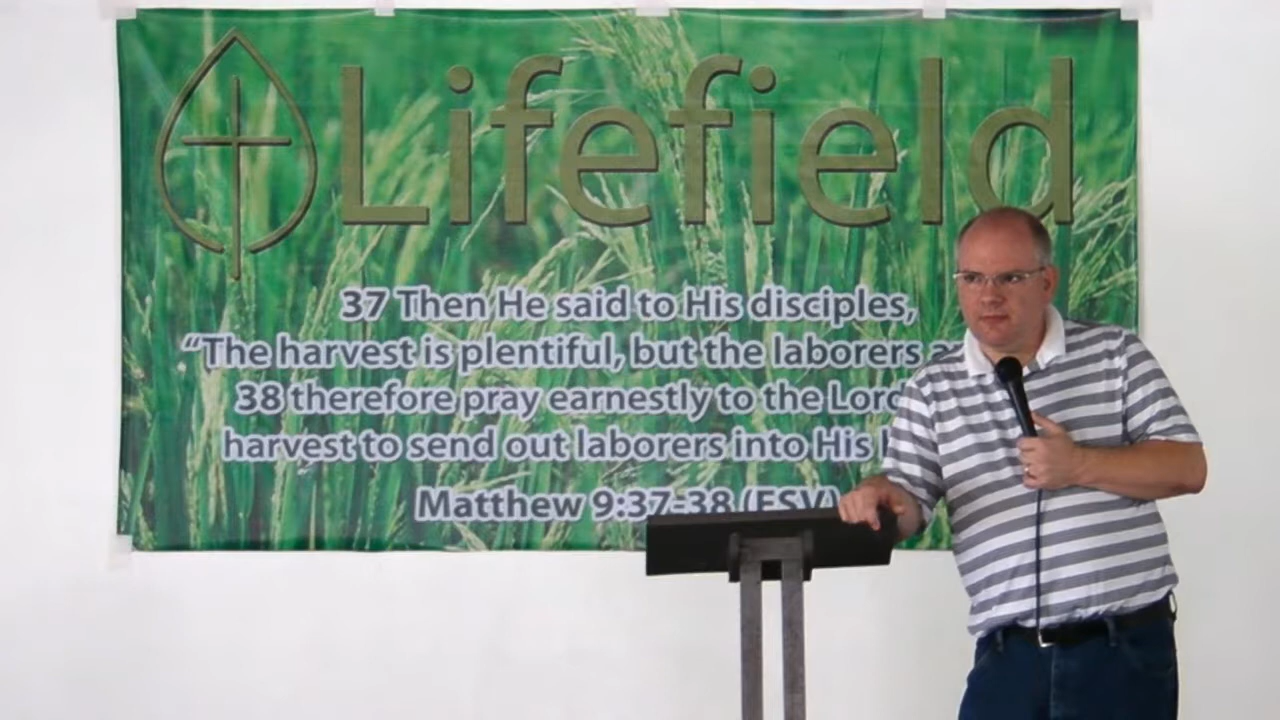 Lifefield
37 Then He said to His disciples,
“The harvest is plentiful, but the laborers
38 therefore pray earnestly to the Lord
harvest to send out laborers into His
Matthew 9:37-38 (ESV)